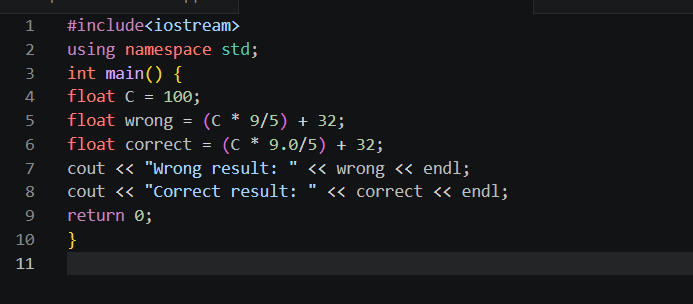 1 #include<iostream>
2 using namespace std;
3 int main() {
4 float C = 100;
5 float wrong = (C * 9/5) + 32;
6 float correct = (C * 9.0/5) + 32;
7 cout << "Wrong result: " << wrong << endl;
8 cout << "Correct result: " << correct << endl;
9 return 0;
10 }
11